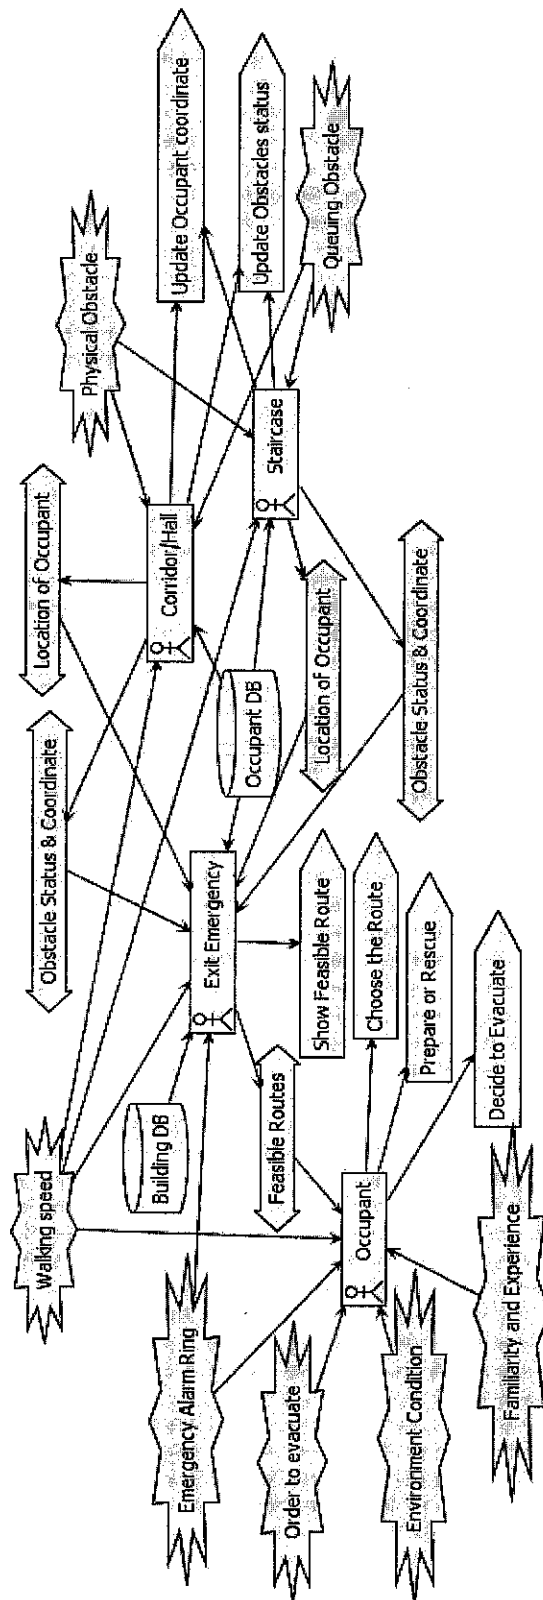 Walking speed
Emergency Alarm Ring
Order to evacuate
Environment Condition
Familiarity and Experience
Building DB
Occupant
Feasible Routes
Obstacle Status & Coordinate
Exit Emergency
Show Feasible Route
Choose the Route
Prepare or Rescue
Decide to Evacuate
Location of Occupant
Corridor/Hall
Occupant DB
Location of Occupant
Obstacle Status & Coordinate
Physical Obstacle
Staircase
Update Occupant coordinate
Update Obstacles status
Queuing Obstacle